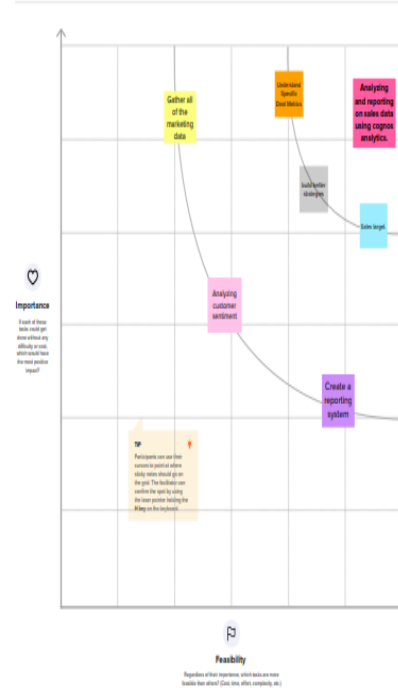 Gather all
of the
marketing
data
Understand
Specific
Deal Metrics
Analyzing
and reporting
on sales data
using cognos
analytics.
build better
strategies
Sales target
Analyzing
customer
sentiment
Importance
If each of these
tasks could get
done without any
difficulty or cost,
which would have
the most positive
impact?
Create a
reporting
system
TIP
Participants can use their
cursors to point at where
sticky notes should go on
the grid. The facilitator can
confirm the spot by using
the laser pointer holding the
H key on the keyboard.
Feasibility
Regardless of their importance, which tasks are more
feasible than others? (Cost, time, effort, complexity, etc.)